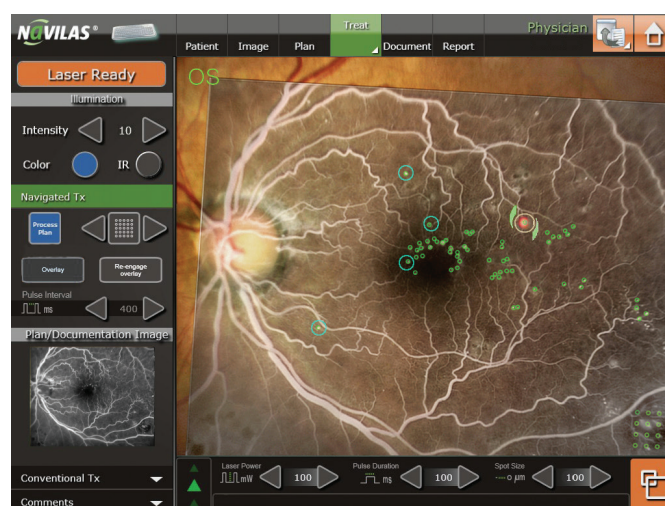 NAVILAS®
Treat
Physician
Patient Image Plan Document Report
Laser Ready
OS
Illumination
Intensity 10
Color IR
Navigated Tx
Process Plan
Overlay
Re-engage overlay
Pulse Interval
ms 400
Plan/Documentation Image
Laser Power
mW 100
Pulse Duration
ms 100
Spot Size
µm 100
Conventional Tx
Comments